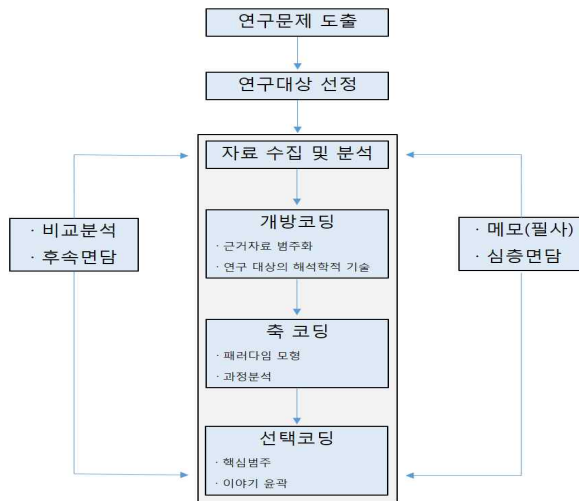 연구문제 도출
연구대상 선정
자료 수집 및 분석
· 비교분석
· 후속면담
개방코딩
· 근거자료 범주화
· 연구 대상의 해석학적 기술
· 메모(필사)
· 심층면담
축 코딩
· 패러다임 모형
· 과정분석
선택코딩
· 핵심범주
· 이야기 윤곽